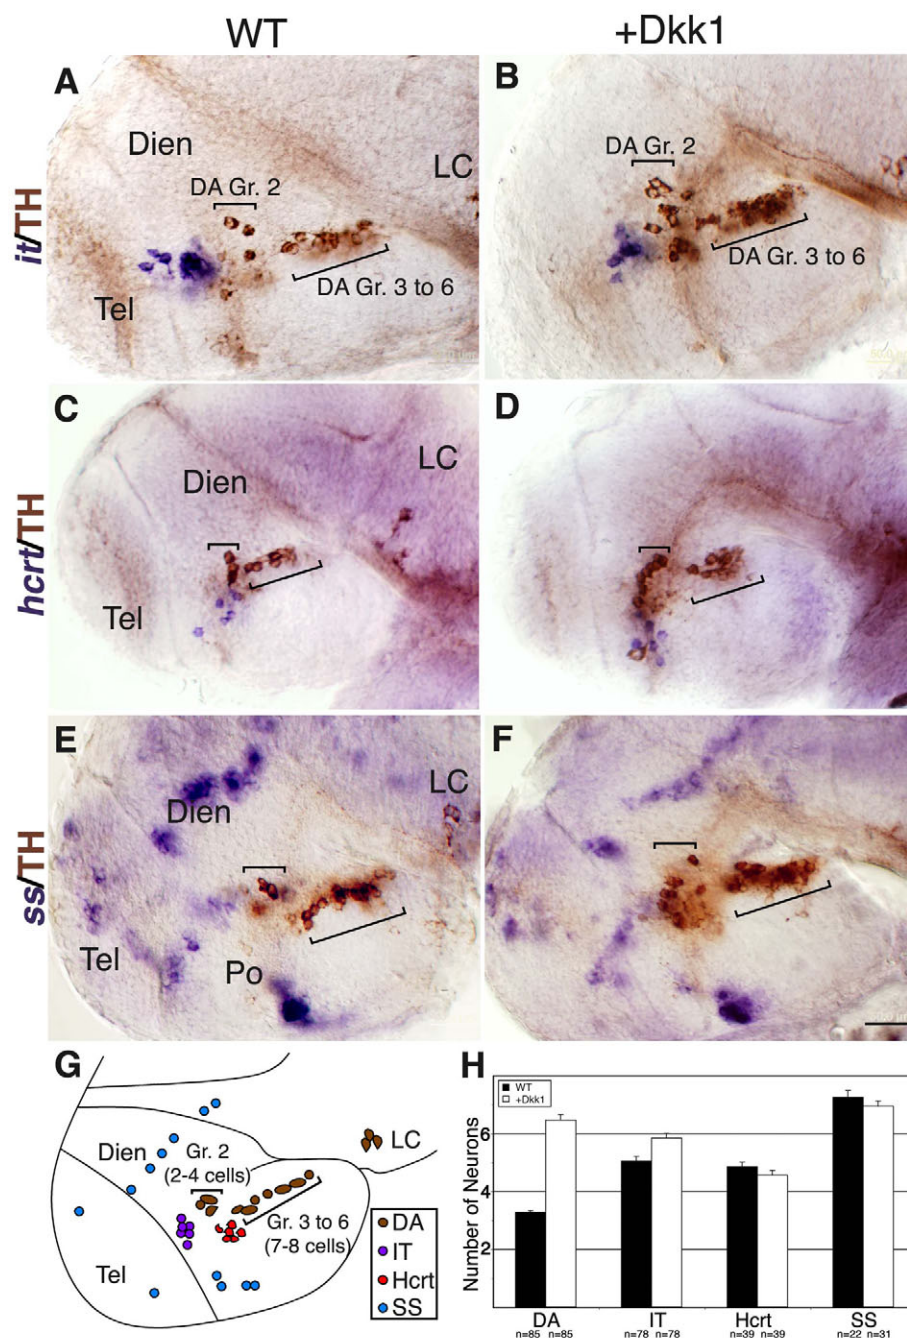 WT
+Dkk1
A
B
Dien
LC
DA Gr. 2
DA Gr. 2
it/TH
DA Gr. 3 to 6
DA Gr. 3 to 6
Tel
C
D
Dien
LC
hcrt/TH
Tel
E
F
Dien
LC
ss/TH
Tel
Po
G
H
Dien
Gr. 2
(2-4 cells)
LC
Gr. 3 to 6
(7-8 cells)
Tel
DA
IT
Hcrt
SS
WT
+Dkk1
Number of Neurons
6
4
2
DA
IT
Hcrt
SS
n=85 n=85
n=78 n=78
n=39 n=39
n=22 n=31